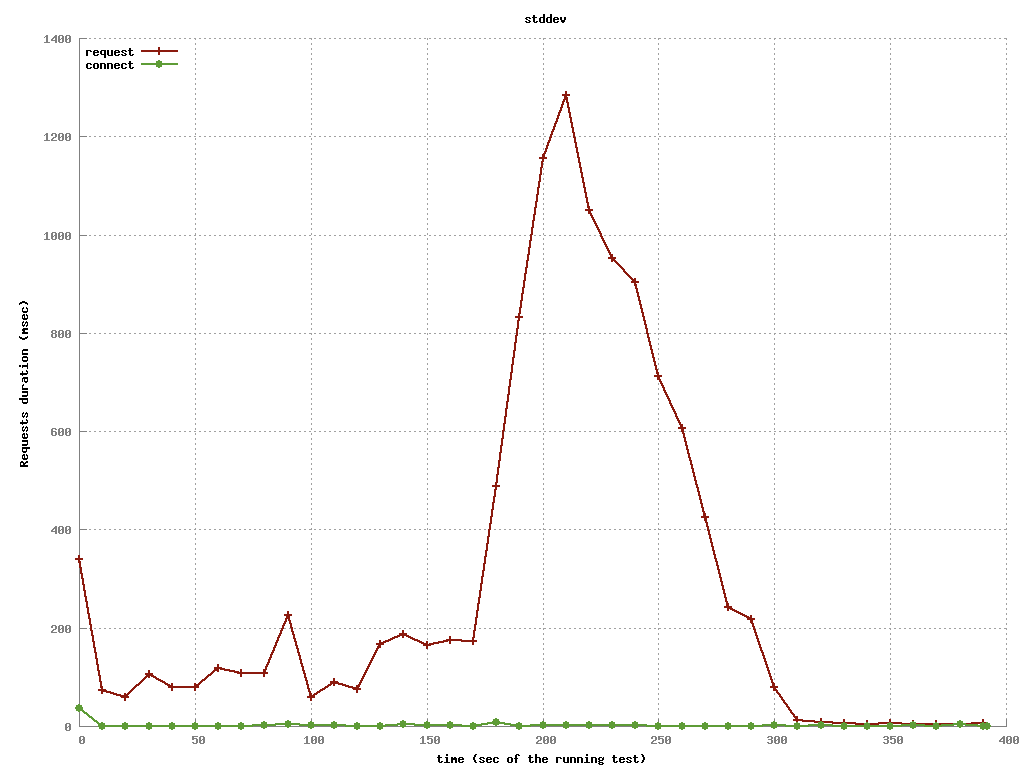 stddev
1400
request
connect
1200
1000
800
600
400
200
0
Requests duration (msec)
0 50 100 150 200 250 300 350 400
time (sec of the running test)